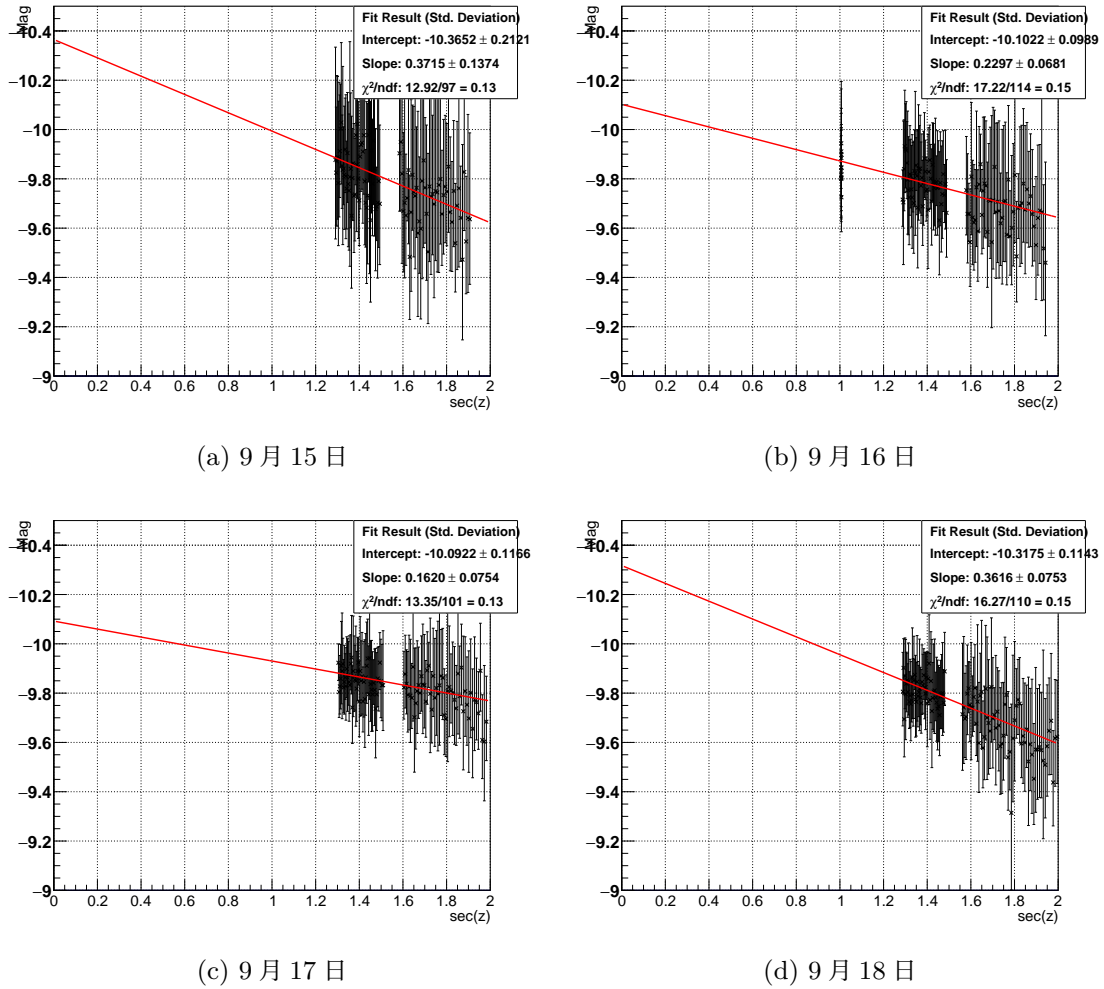 Mag
−10.4
−10.2
−10
−9.8
−9.6
−9.4
−9.2
−9
0 0.2 0.4 0.6 0.8 1 1.2 1.4 1.6 1.8 2
sec(z)
Fit Result (Std. Deviation)
Intercept: -10.3652 ± 0.2121
Slope: 0.3715 ± 0.1374
χ²/ndf: 12.92/97 = 0.13
(a) 9 月 15 日
Mag
−10.4
−10.2
−10
−9.8
−9.6
−9.4
−9.2
−9
0 0.2 0.4 0.6 0.8 1 1.2 1.4 1.6 1.8 2
sec(z)
Fit Result (Std. Deviation)
Intercept: -10.1022 ± 0.0989
Slope: 0.2297 ± 0.0681
χ²/ndf: 17.22/114 = 0.15
(b) 9 月 16 日
Mag
−10.4
−10.2
−10
−9.8
−9.6
−9.4
−9.2
−9
0 0.2 0.4 0.6 0.8 1 1.2 1.4 1.6 1.8 2
sec(z)
Fit Result (Std. Deviation)
Intercept: -10.0922 ± 0.1166
Slope: 0.1620 ± 0.0754
χ²/ndf: 13.35/101 = 0.13
(c) 9 月 17 日
Mag
−10.4
−10.2
−10
−9.8
−9.6
−9.4
−9.2
−9
0 0.2 0.4 0.6 0.8 1 1.2 1.4 1.6 1.8 2
sec(z)
Fit Result (Std. Deviation)
Intercept: -10.3175 ± 0.1143
Slope: 0.3616 ± 0.0753
χ²/ndf: 16.27/110 = 0.15
(d) 9 月 18 日